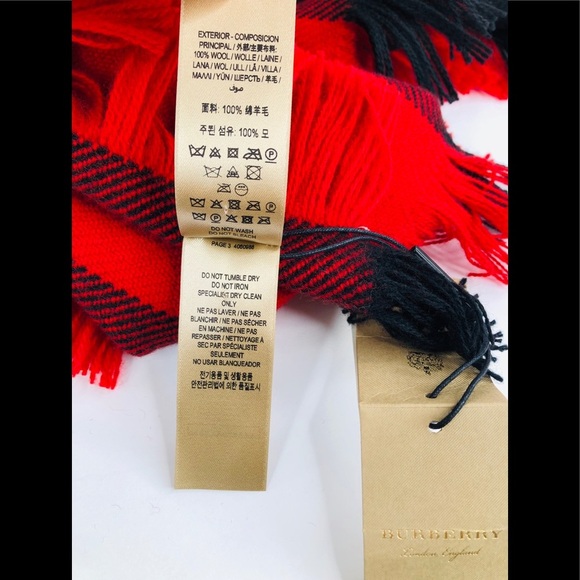 EXTERIOR - COMPOSICION
PRINCIPAL / 外部/主要布料/
100% WOOL / WOLLE / LAINE /
LANA / WOL / ULL / LÃ / VILLA /
ΜΑΛΛΙ / YÜN / ШЕРСТЬ / 羊毛 /
صوف
面料: 100% 绵羊毛
주된 섬유: 100% 모
DO NOT WASH
DO NOT BLEACH
PAGE 3 4060983
DO NOT TUMBLE DRY
DO NOT IRON
SPECIALIST DRY CLEAN
ONLY
NE PAS LAVER / NE PAS
BLANCHIR / NE PAS SÉCHER
EN MACHINE / NE PAS
REPASSER / NETTOYAGE À
SEC PAR SPÉCIALISTE
SEULEMENT
NO USAR BLANQUEADOR
전기용품 및 생활용품
안전관리법에 의한 품질표시
BURBERRY
London, England